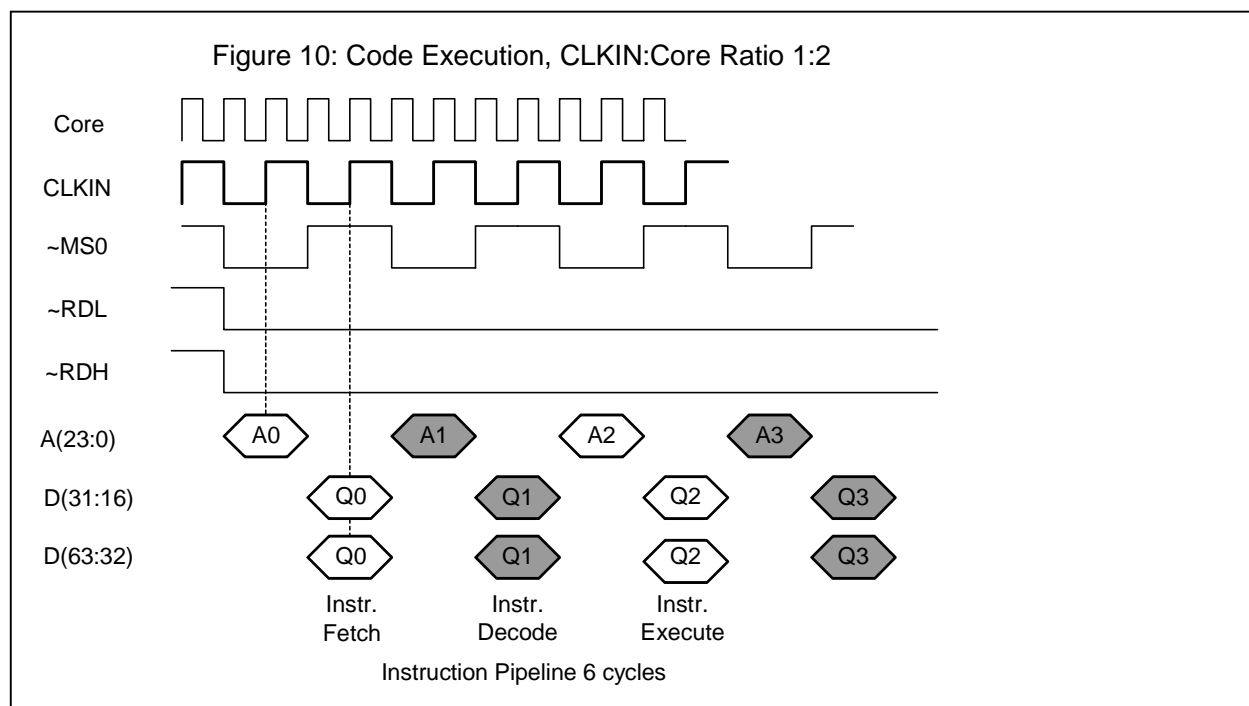 Figure 10: Code Execution, CLKIN:Core Ratio 1:2
Core
CLKIN
~MS0
~RDL
~RDH
A(23:0) A0 A1 A2 A3
D(31:16) Q0 Q1 Q2 Q3
D(63:32) Q0 Q1 Q2 Q3
Instr. Instr. Instr.
Fetch Decode Execute
Instruction Pipeline 6 cycles